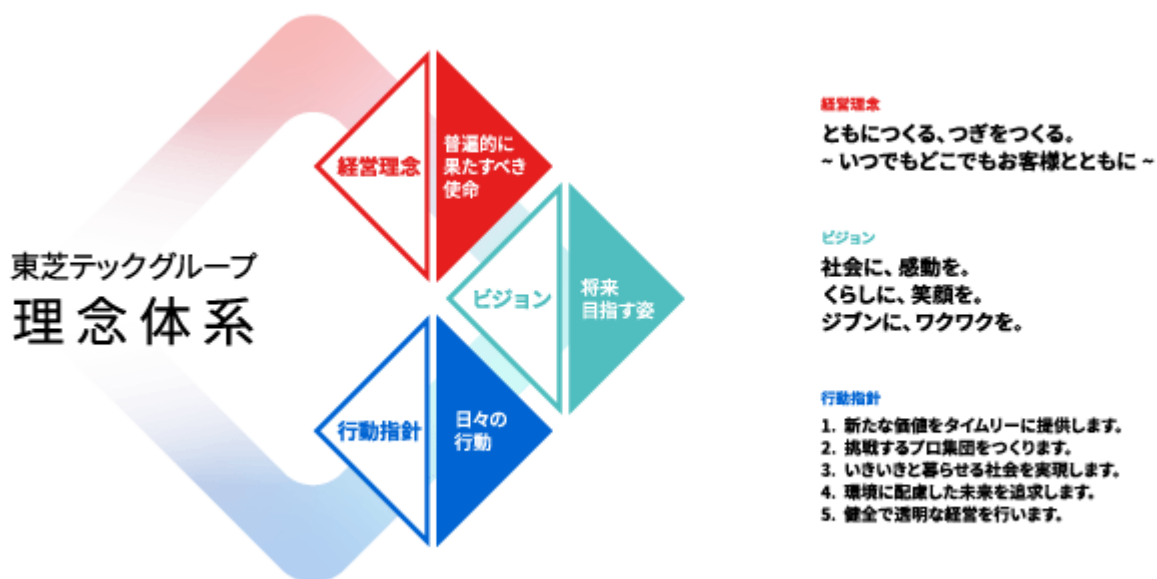 東芝テックグループ
理念体系
経営理念
普遍的に
果たすべき
使命
ビジョン
将来
目指す姿
行動指針
日々の
行動
経営理念
ともにつくる、つぎをつくる。
~ いつでもどこでもお客様とともに ~
ビジョン
社会に、感動を。
くらしに、笑顔を。
ジブンに、ワクワクを。
行動指針
1. 新たな価値をタイムリーに提供します。
2. 挑戦するプロ集団をつくります。
3. いきいきと暮らせる社会を実現します。
4. 環境に配慮した未来を追求します。
5. 健全で透明な経営を行います。